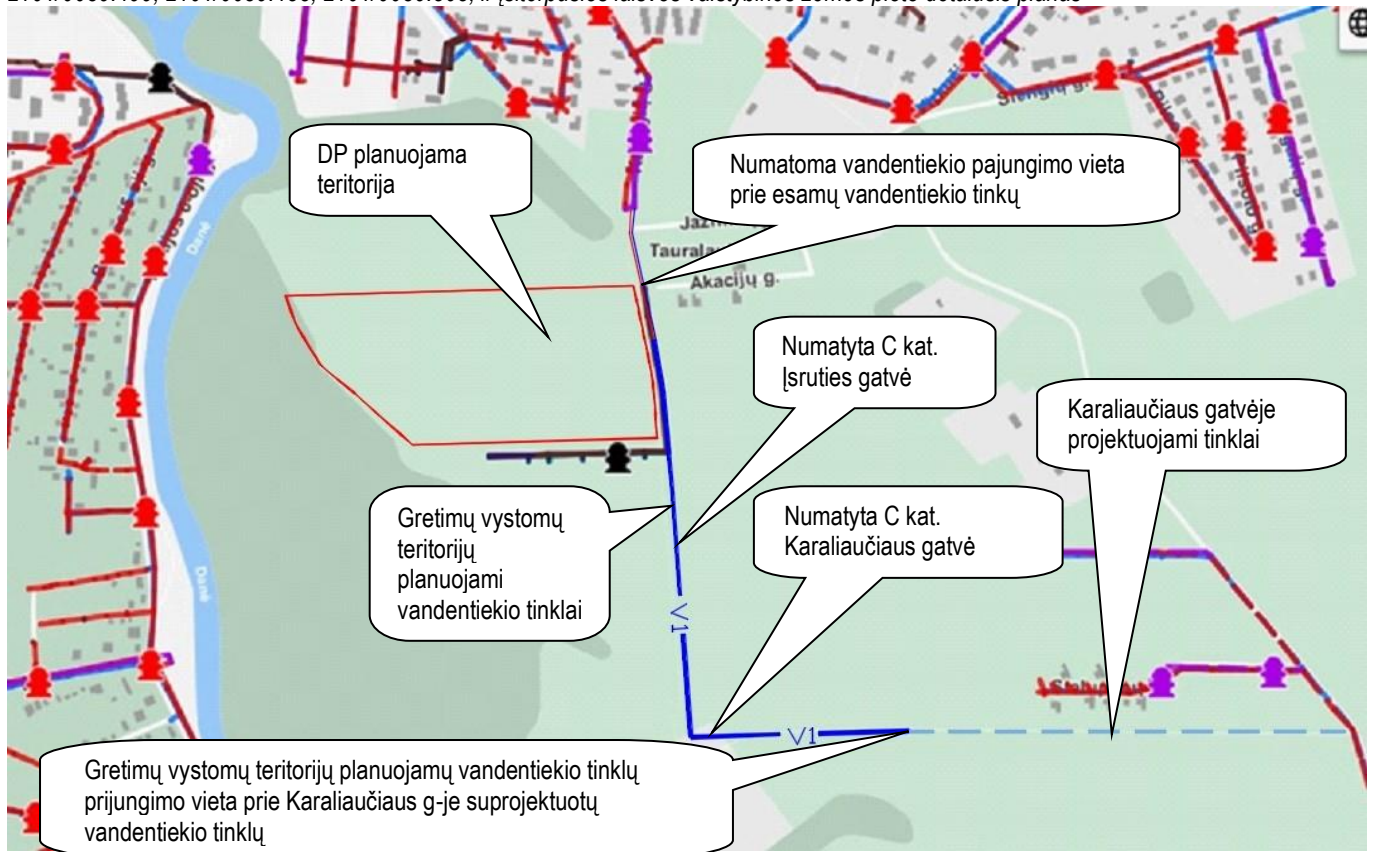 DP planuojama
teritorija
Numatoma vandentiekio pajungimo vieta
prie esamų vandentiekio tinkų
Akacijų g.
Numatyta C kat.
Įsruties gatvė
Karaliaučiaus gatvėje
projektuojami tinklai
Gretimų vystomų
teritorijų
planuojami
vandentiekio tinklai
Numatyta C kat.
Karaliaučiaus gatvė
Danė
Danė
V1
V1
Gretimų vystomų teritorijų planuojamų vandentiekio tinklų
prijungimo vieta prie Karaliaučiaus g-je suprojektuotų
vandentiekio tinklų